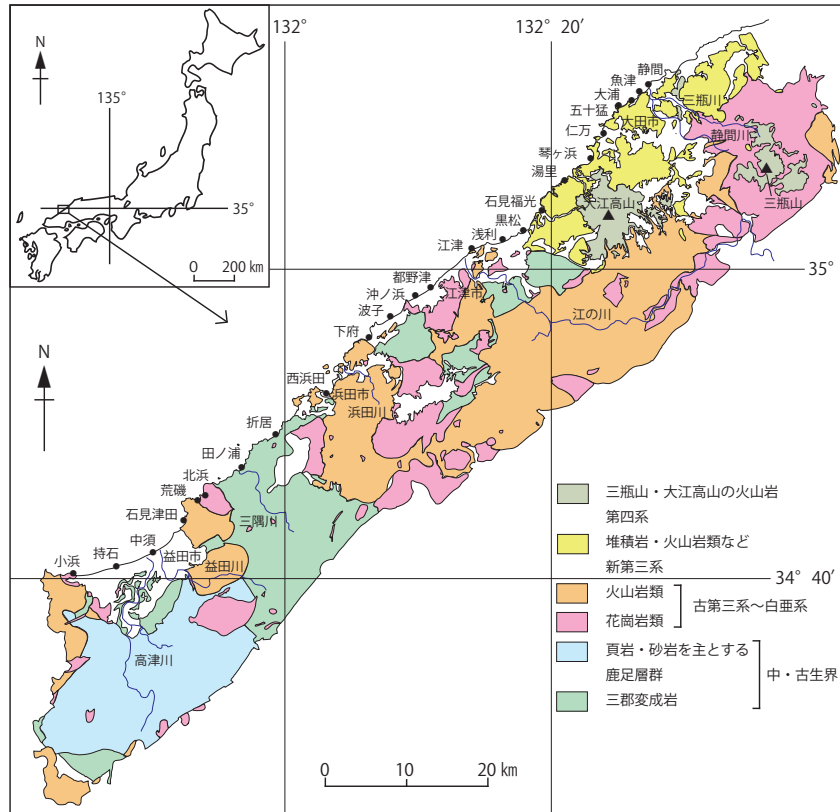 N
135°
35°
0 200 km
132°
132° 20′
静間
魚津
大浦
五十猛
仁万
琴ヶ浜
湯里
石見福光
黒松
浅利
江津
都野津
沖ノ浜
波子
下府
西浜田
折居
田ノ浦
北浜
荒磯
石見津田
中須
持石
小浜
三瓶川
大田市
静間川
三瓶山
大江高山
35°
江津市
江の川
浜田市
浜田川
三隅川
益田市
益田川
34° 40′
高津川
N
三瓶山・大江高山の火山岩
第四系
堆積岩・火山岩類など
新第三系
火山岩類
花崗岩類
古第三系〜白亜系
頁岩・砂岩を主とする
鹿足層群
三郡変成岩
中・古生界
0 10 20 km